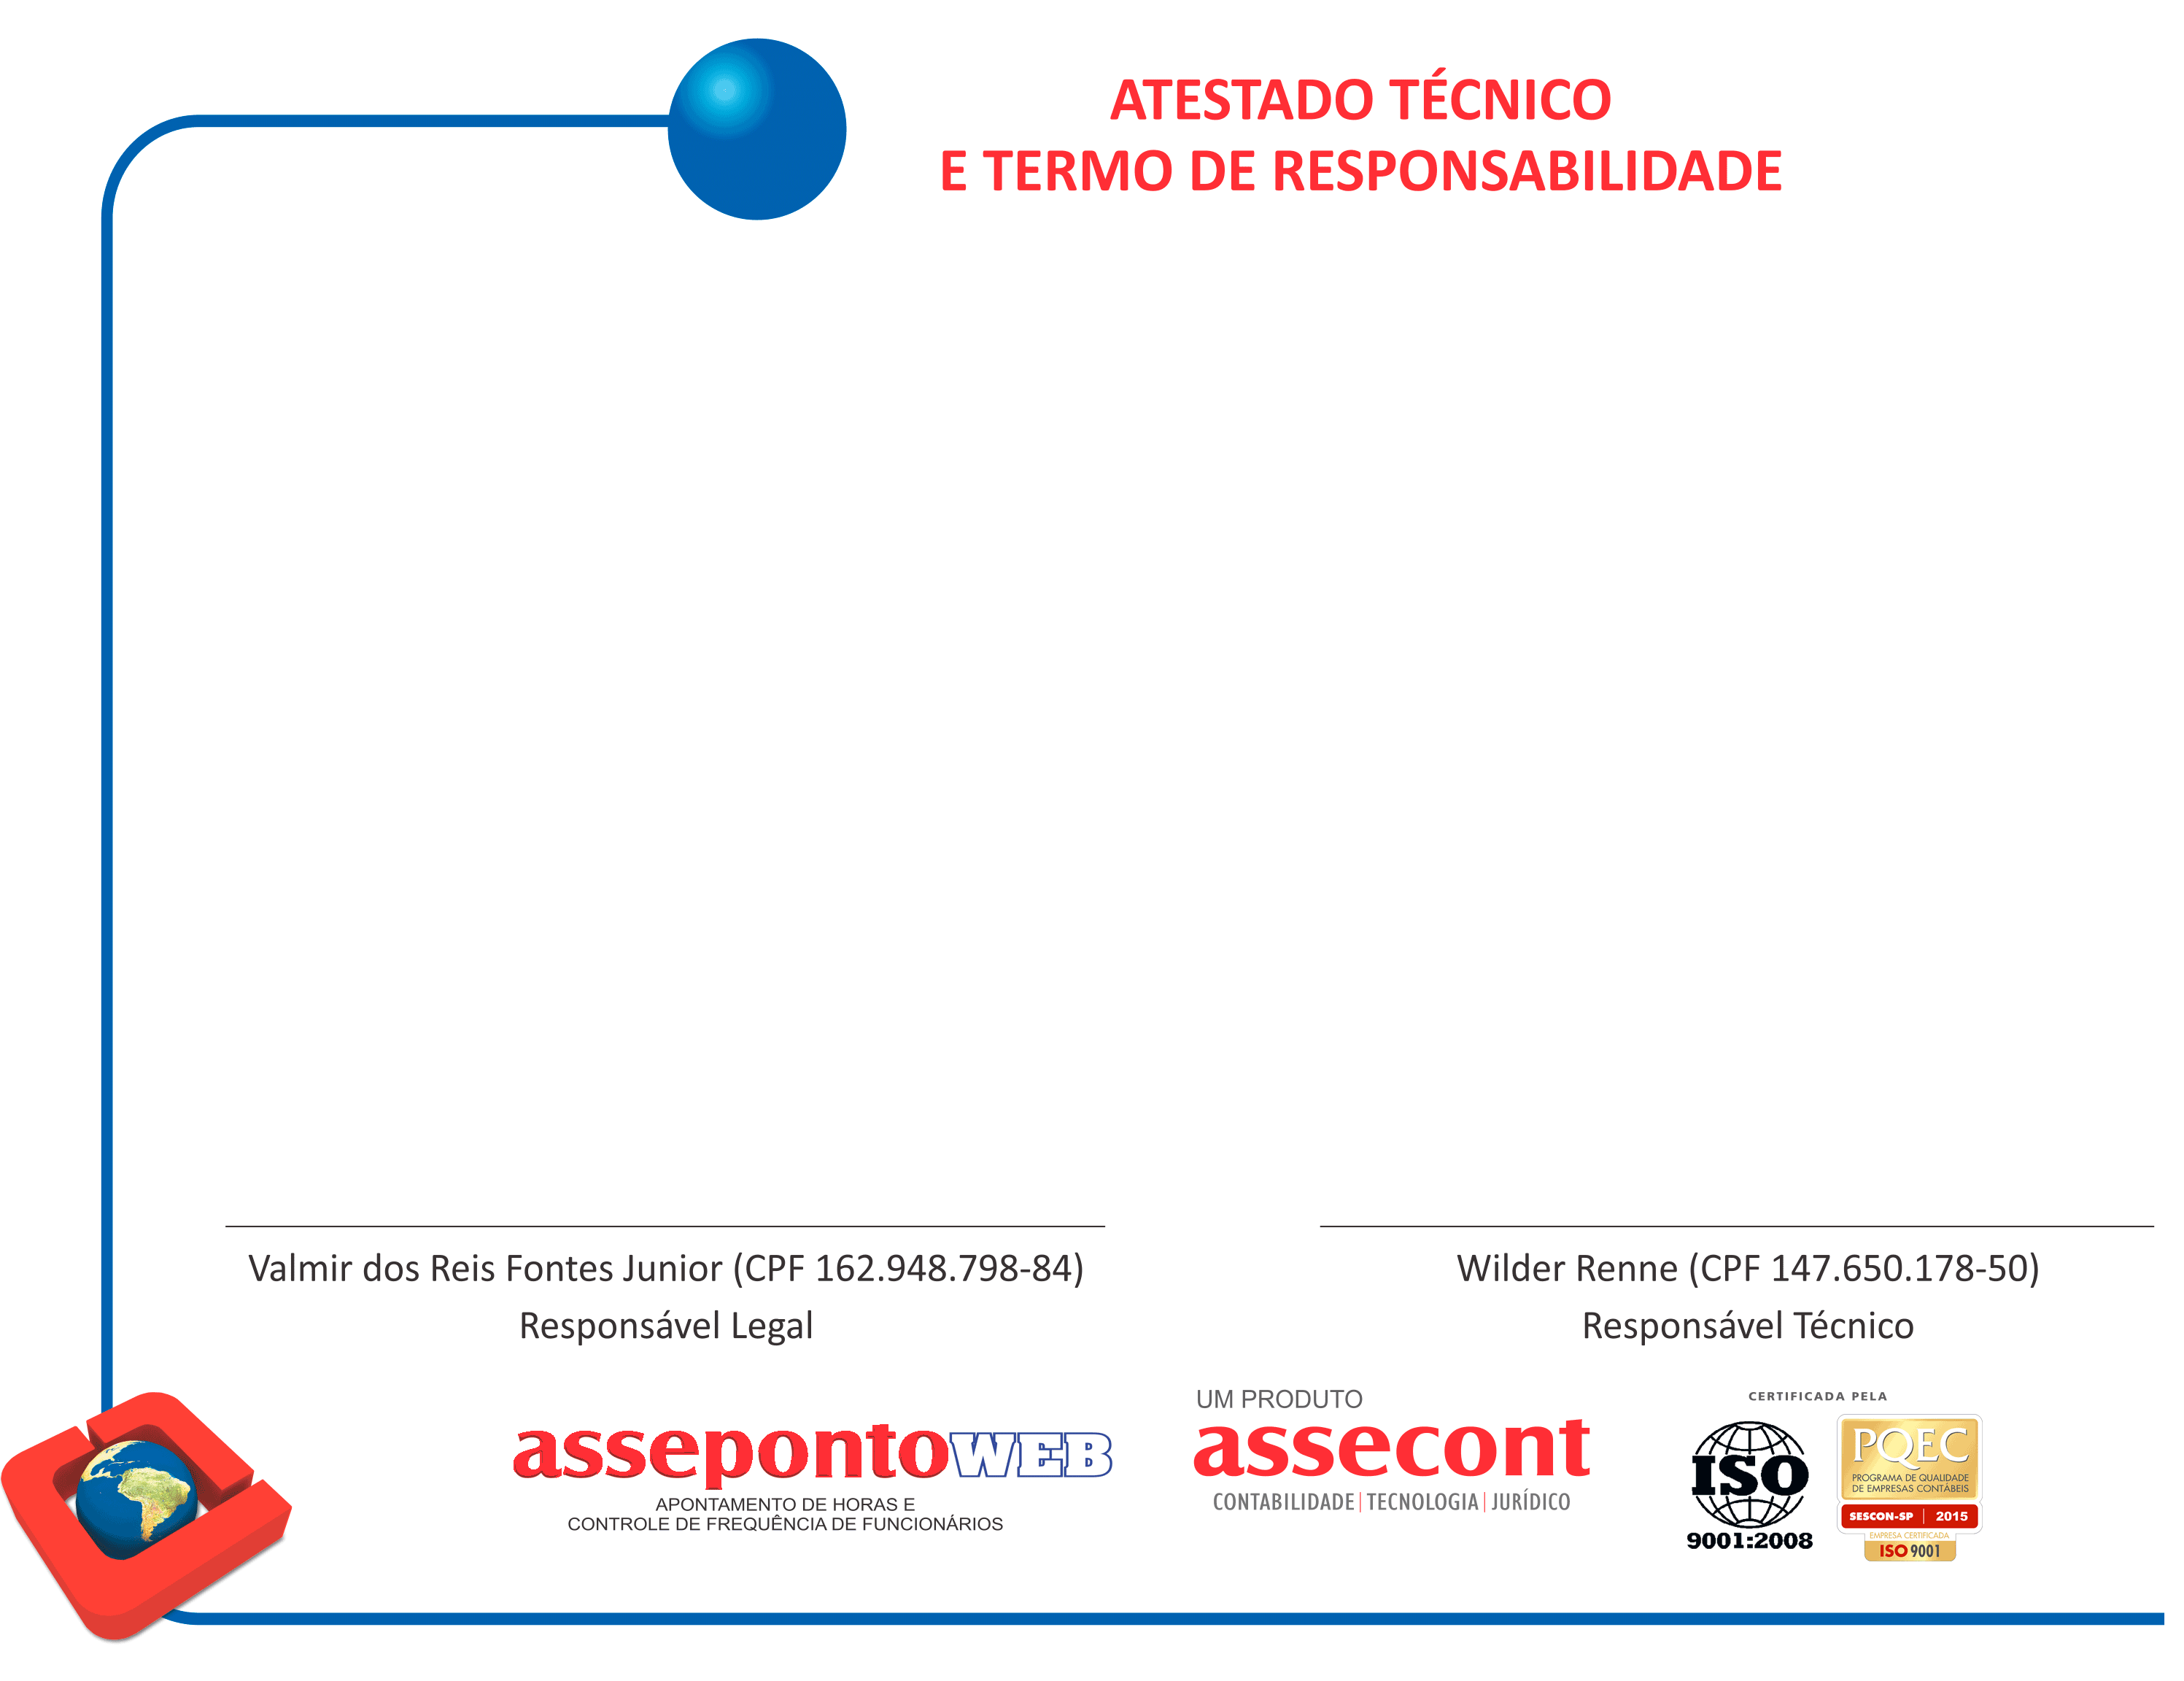 ATESTADO TÉCNICO
E TERMO DE RESPONSABILIDADE
Valmir dos Reis Fontes Junior (CPF 162.948.798-84)
Responsável Legal
Wilder Renne (CPF 147.650.178-50)
Responsável Técnico
assepontoWEB
APONTAMENTO DE HORAS E
CONTROLE DE FREQUÊNCIA DE FUNCIONÁRIOS
UM PRODUTO
assecont
CONTABILIDADE | TECNOLOGIA | JURÍDICO
CERTIFICADA PELA
ISO
9001:2008
PQEC
PROGRAMA DE QUALIDADE
DE EMPRESAS CONTÁBEIS
SESCON-SP | 2015
EMPRESA CERTIFICADA
ISO 9001